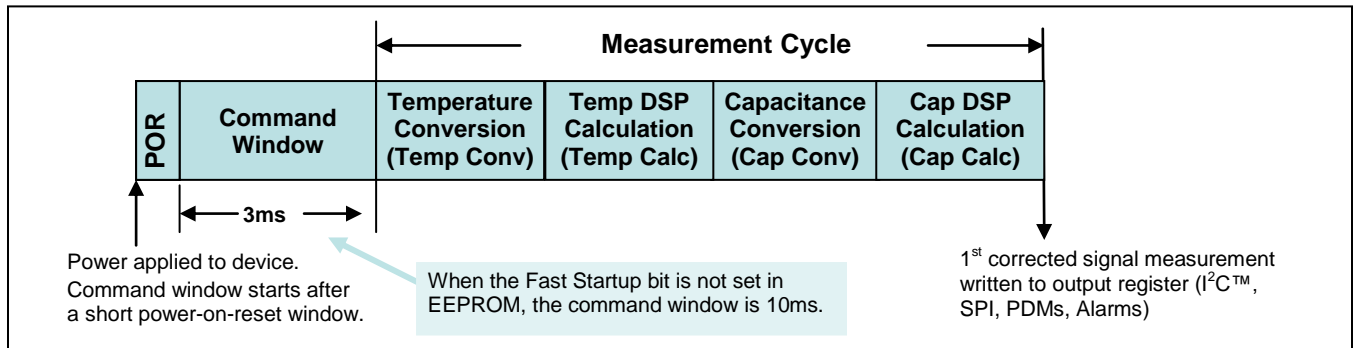 Measurement Cycle
POR
Command
Window
Temperature
Conversion
(Temp Conv)
Temp DSP
Calculation
(Temp Calc)
Capacitance
Conversion
(Cap Conv)
Cap DSP
Calculation
(Cap Calc)
3ms
Power applied to device.
Command window starts after
a short power-on-reset window.
When the Fast Startup bit is not set in
EEPROM, the command window is 10ms.
1st corrected signal measurement
written to output register (I²C™,
SPI, PDMs, Alarms)